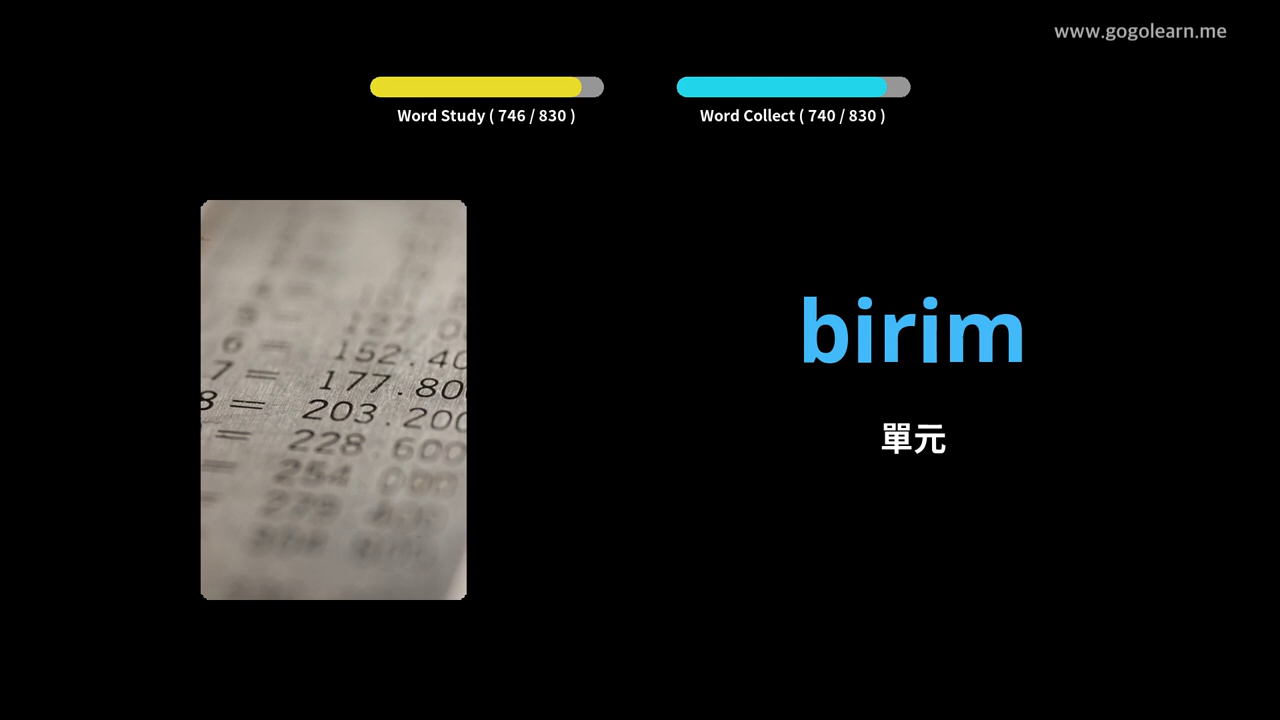 www.gogolearn.me
Word Study ( 746 / 830 )
Word Collect ( 740 / 830 )
6 = 152.40
7 = 177.80
8 = 203.200
= 228.600
254
birim
單元